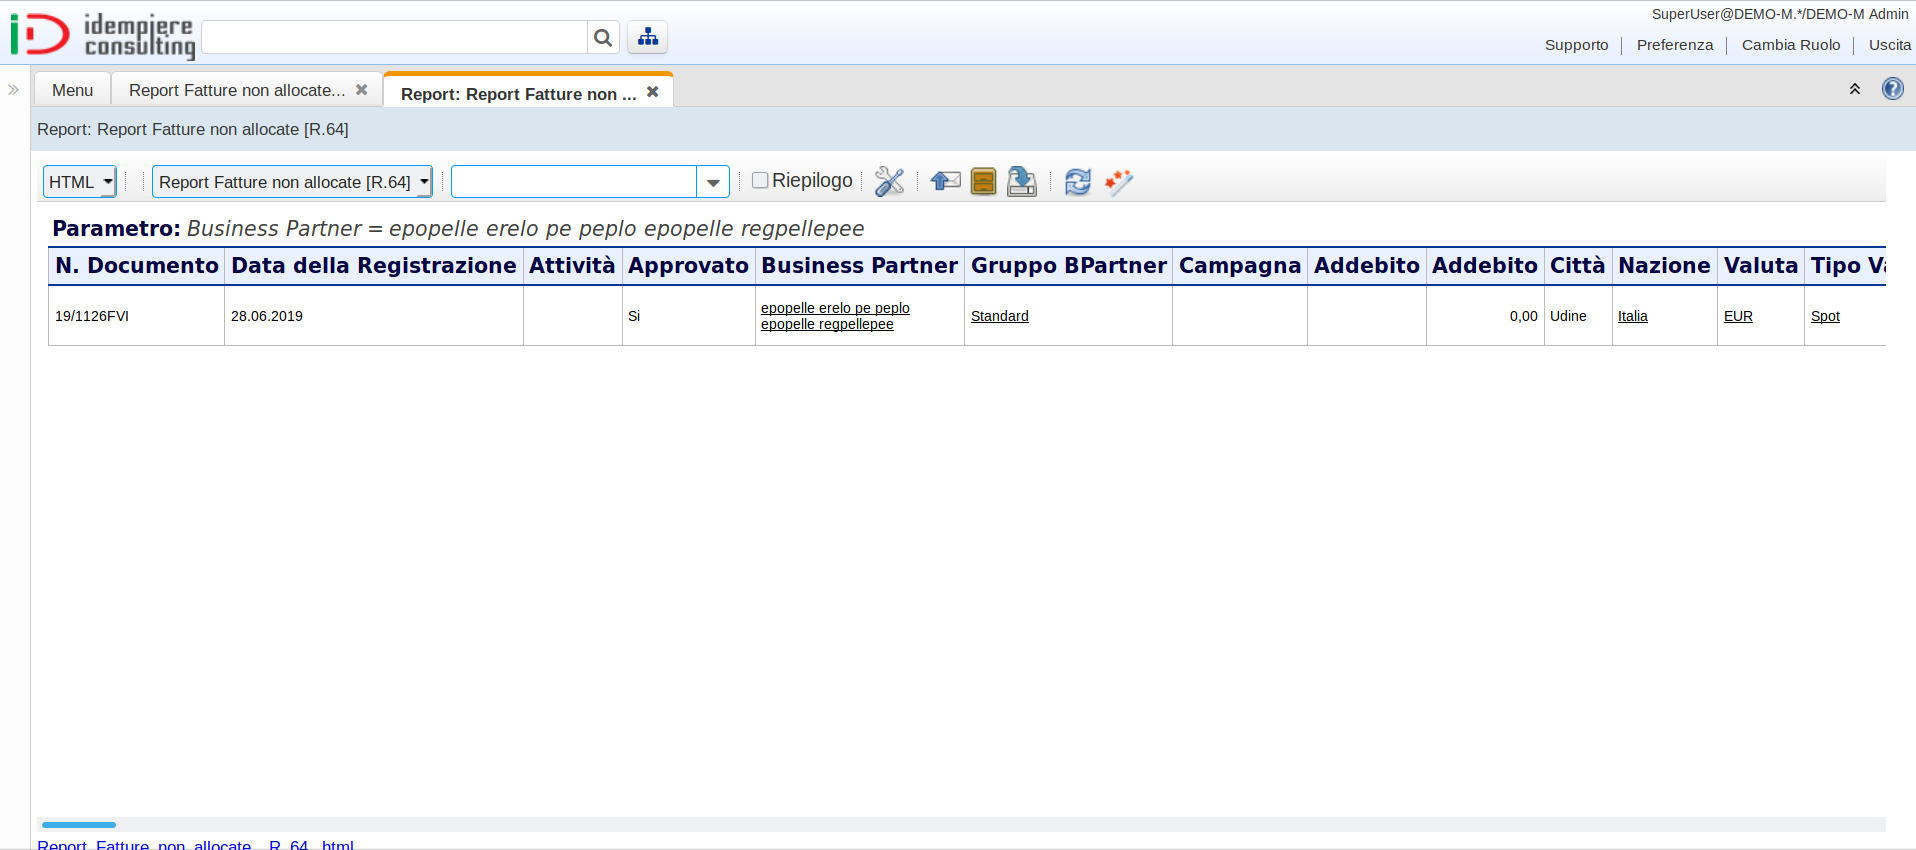 SuperUser@DEMO-M.*/DEMO-M Admin
idempiere
consulting
Supporto Preferenza Cambia Ruolo Uscita
Menu Report Fatture non allocate... Report: Report Fatture non ...
Report: Report Fatture non allocate [R.64]
HTML Report Fatture non allocate [R.64] Riepilogo
Parametro: Business Partner = epopelle erelo pe peplo epopelle regpellepee
N. Documento Data della Registrazione Attività Approvato Business Partner Gruppo BPartner Campagna Addebito Addebito Città Nazione Valuta Tipo Va
19/1126FVI 28.06.2019 Si epopelle erelo pe peplo Standard 0,00 Udine Italia EUR Spot
epopelle regpellepee
Report_Fatture_non_allocate__R_64_.html